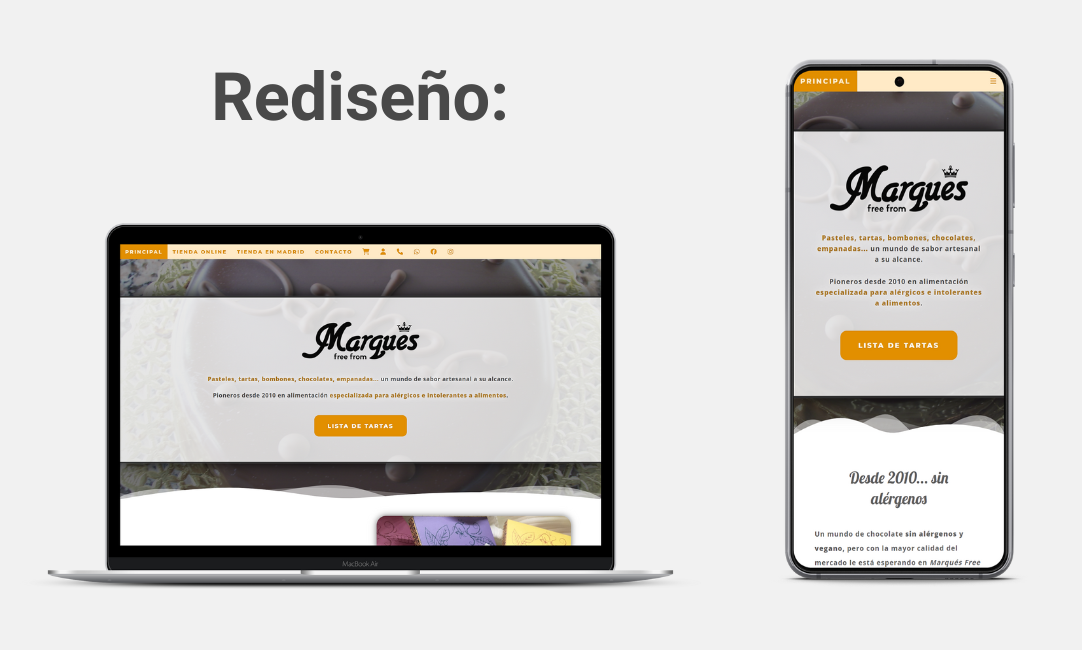 Rediseño:
PRINCIPAL TIENDA ONLINE TIENDA EN MADRID CONTACTO
Marqués
free from
Pasteles, tartas, bombones, chocolates, empanadas... un mundo de sabor artesanal a su alcance.
Pioneros desde 2010 en alimentación especializada para alérgicos e intolerantes a alimentos.
LISTA DE TARTAS
MacBook Air
PRINCIPAL
Marqués
free from
Pasteles, tartas, bombones, chocolates,
empanadas... un mundo de sabor artesanal
a su alcance.
Pioneros desde 2010 en alimentación
especializada para alérgicos e intolerantes
a alimentos.
LISTA DE TARTAS
Desde 2010... sin
alérgenos
Un mundo de chocolate sin alérgenos y
vegano, pero con la mayor calidad del
mercado le está esperando en Marqués Free